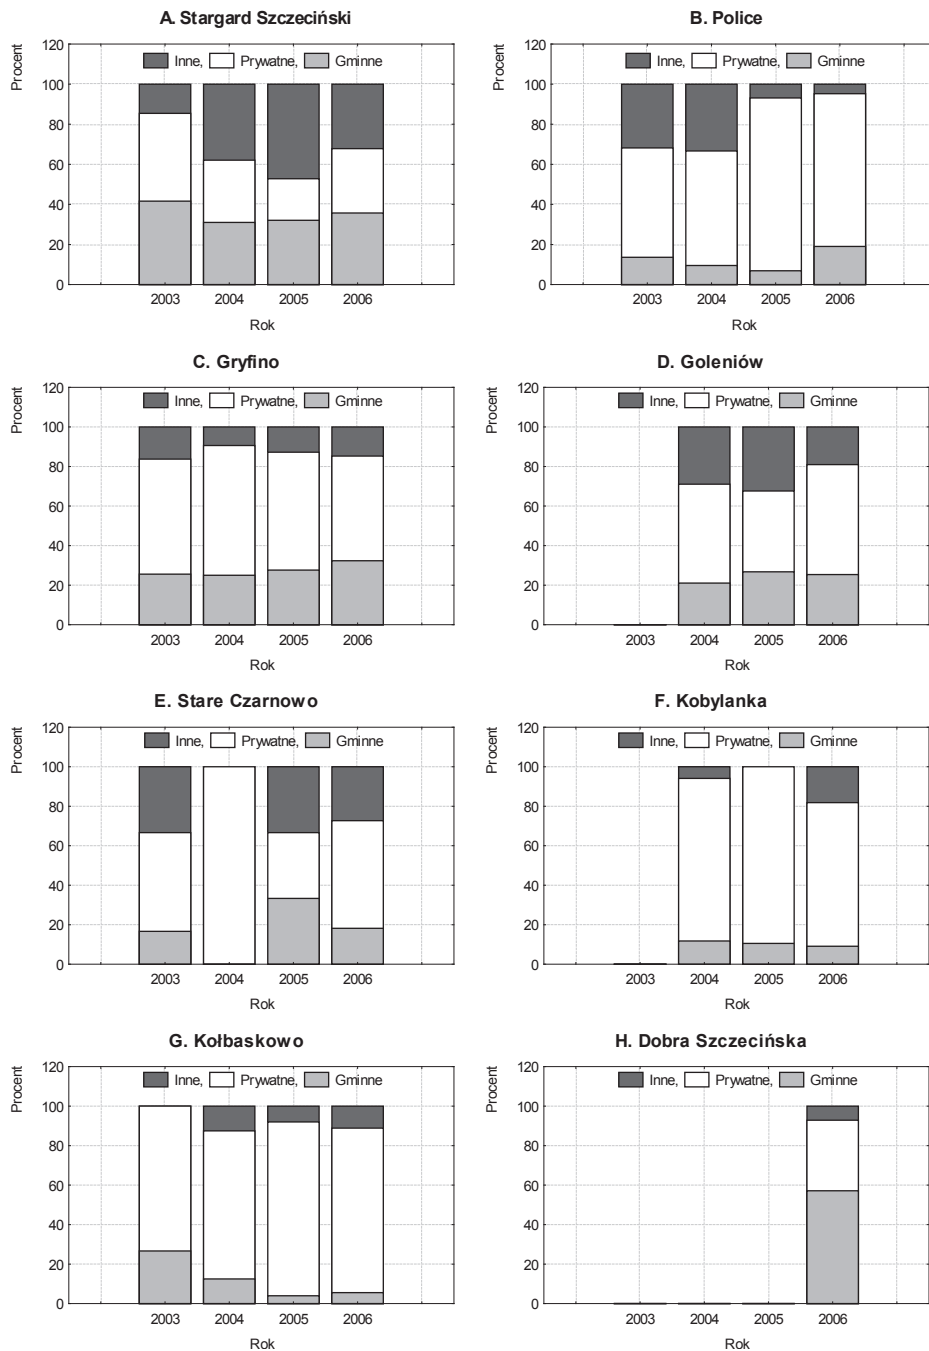 A. Stargard Szczeciński
Procent
120
100
80
60
40
20
0
Inne, Prywatne, Gminne
2003 2004 2005 2006
Rok
B. Police
Procent
120
100
80
60
40
20
0
Inne, Prywatne, Gminne
2003 2004 2005 2006
Rok
C. Gryfino
Procent
120
100
80
60
40
20
0
Inne, Prywatne, Gminne
2003 2004 2005 2006
Rok
D. Goleniów
Procent
120
100
80
60
40
20
0
Inne, Prywatne, Gminne
2003 2004 2005 2006
Rok
E. Stare Czarnowo
Procent
120
100
80
60
40
20
0
Inne, Prywatne, Gminne
2003 2004 2005 2006
Rok
F. Kobylanka
Procent
120
100
80
60
40
20
0
Inne, Prywatne, Gminne
2003 2004 2005 2006
Rok
G. Kołbaskowo
Procent
120
100
80
60
40
20
0
Inne, Prywatne, Gminne
2003 2004 2005 2006
Rok
H. Dobra Szczecińska
Procent
120
100
80
60
40
20
0
Inne, Prywatne, Gminne
2003 2004 2005 2006
Rok